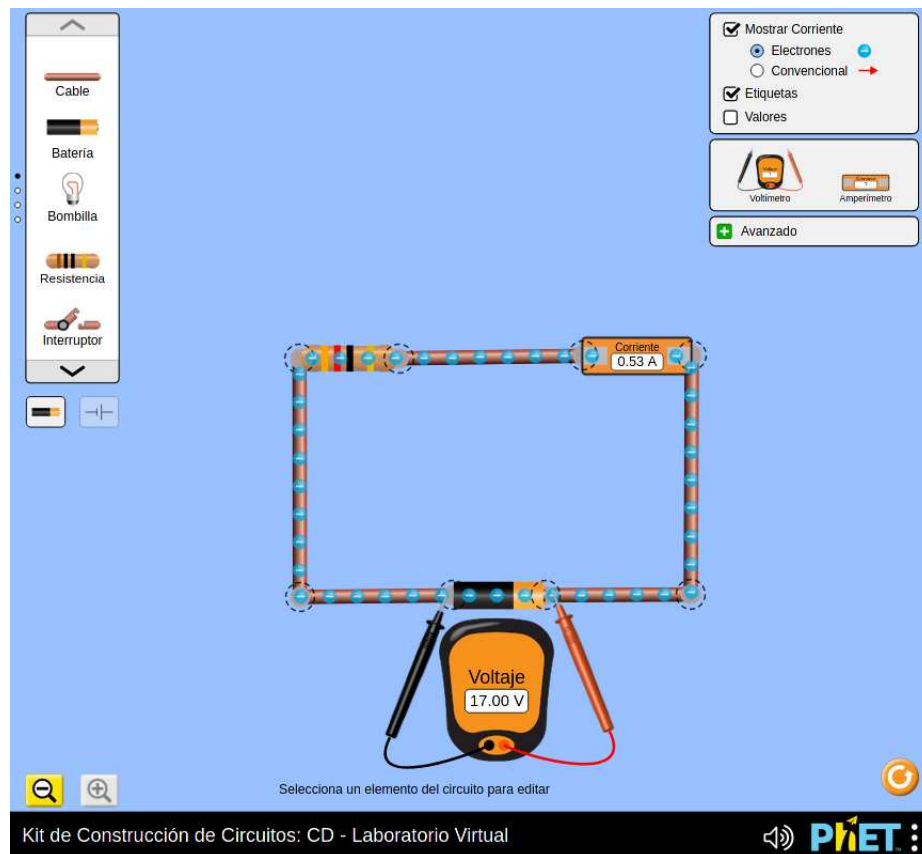 Cable
Batería
Bombilla
Resistencia
Interruptor
Mostrar Corriente
Electrones
Convencional
Etiquetas
Valores
Voltímetro
Amperímetro
Avanzado
Corriente
0.53 A
Voltaje
17.00 V
Selecciona un elemento del circuito para editar
Kit de Construcción de Circuitos: CD - Laboratorio Virtual
PhET